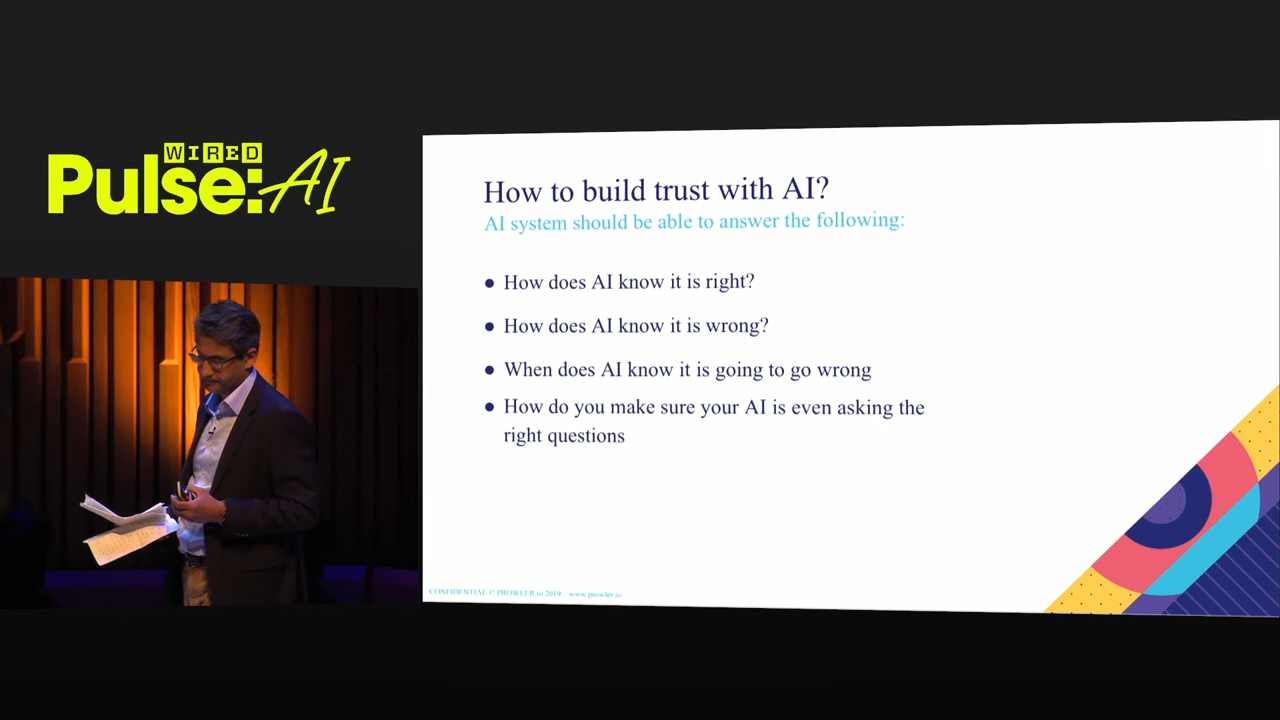 WIRED
Pulse:AI
How to build trust with AI?
AI system should be able to answer the following:
● How does AI know it is right?
● How does AI know it is wrong?
● When does AI know it is going to go wrong
● How do you make sure your AI is even asking the
right questions
CONFIDENTIAL © PROWLER.io 2019 www.prowler.io